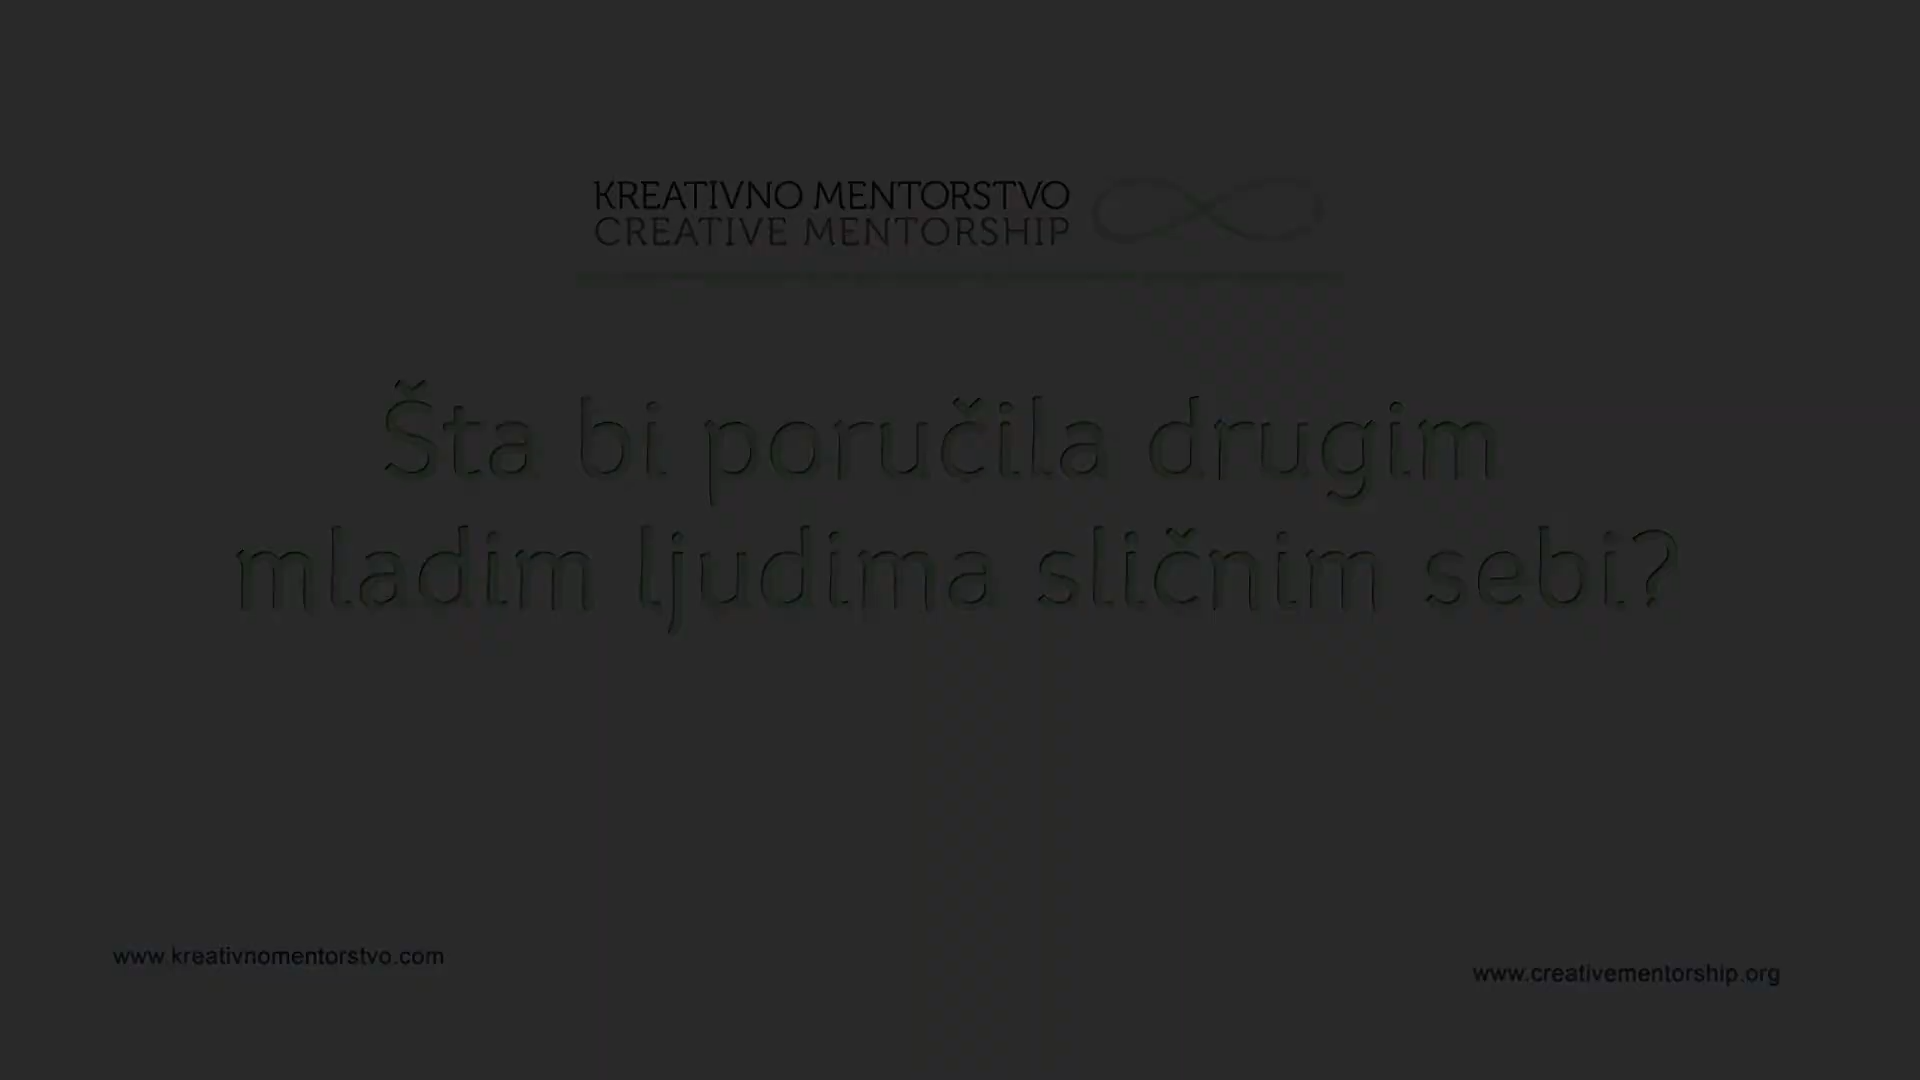 KREATIVNO MENTORSTVO
CREATIVE MENTORSHIP
Šta bi poručila drugim
mladim ljudima sličnim sebi?
www.kreativnomentorstvo.com
www.creativementorship.org